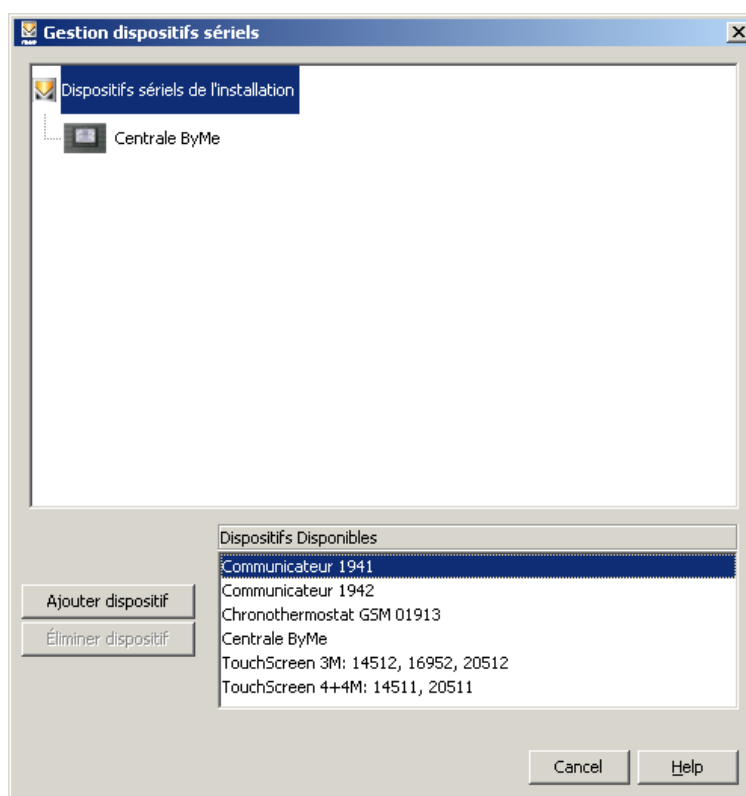 Gestion dispositifs sériels
Dispositifs sériels de l'installation
Centrale ByMe
Dispositifs Disponibles
Communicateur 1941
Communicateur 1942
Chronothermostat GSM 01913
Centrale ByMe
TouchScreen 3M: 14512, 16952, 20512
TouchScreen 4+4M: 14511, 20511
Ajouter dispositif
Éliminer dispositif
Cancel
Help